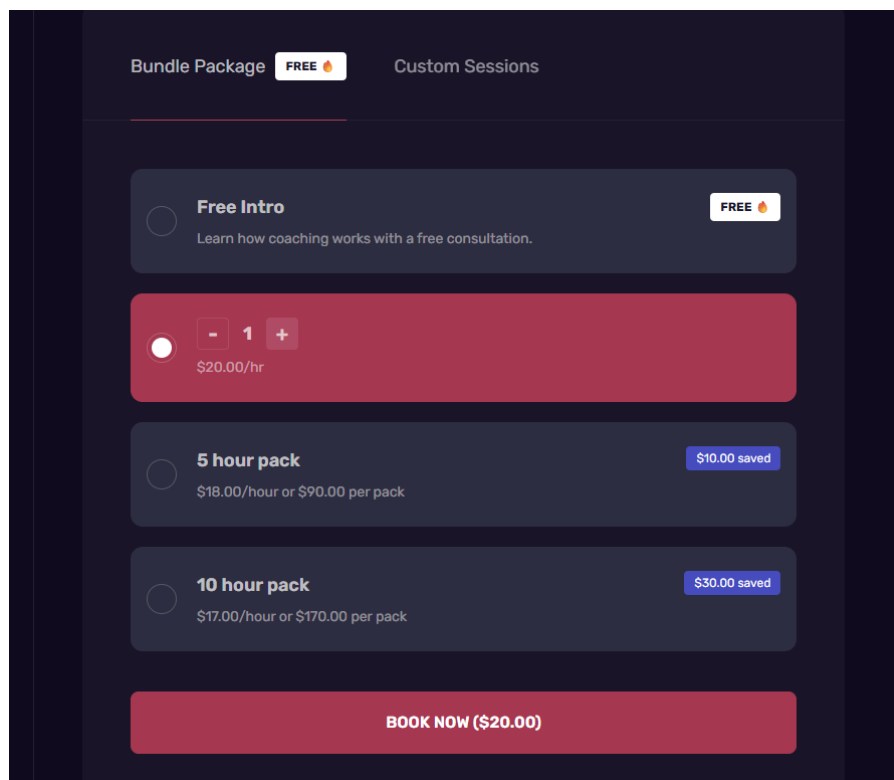 Bundle Package FREE 🔥 Custom Sessions
Free Intro FREE 🔥
Learn how coaching works with a free consultation.
- 1 +
$20.00/hr
5 hour pack $10.00 saved
$18.00/hour or $90.00 per pack
10 hour pack $30.00 saved
$17.00/hour or $170.00 per pack
BOOK NOW ($20.00)